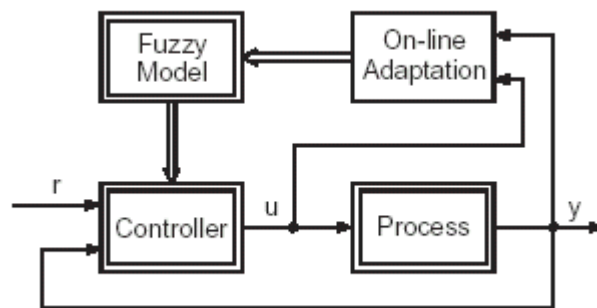 Fuzzy
Model
On-line
Adaptation
r
Controller
u
Process
y